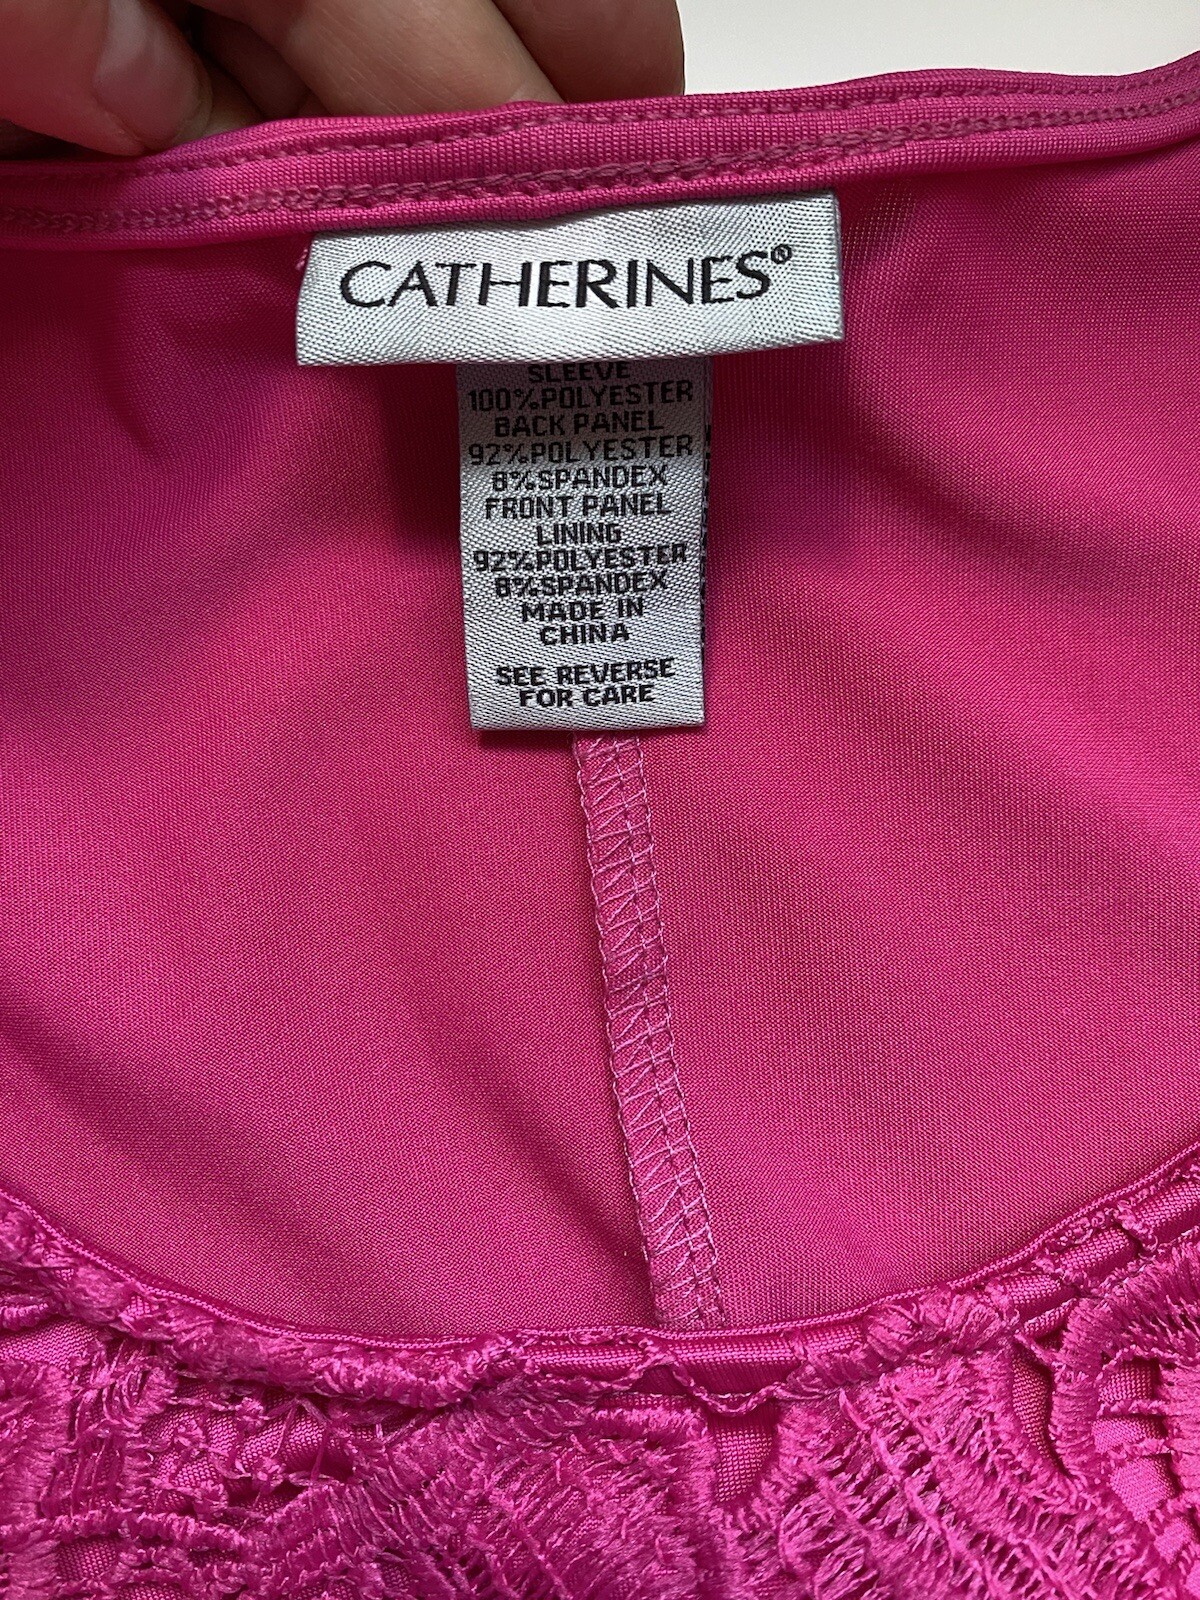 CATHERINES®
SLEEVE
100%POLYESTER
BACK PANEL
92%POLYESTER
8%SPANDEX
FRONT PANEL
LINING
92%POLYESTER
8%SPANDEX
MADE IN
CHINA
SEE REVERSE
FOR CARE